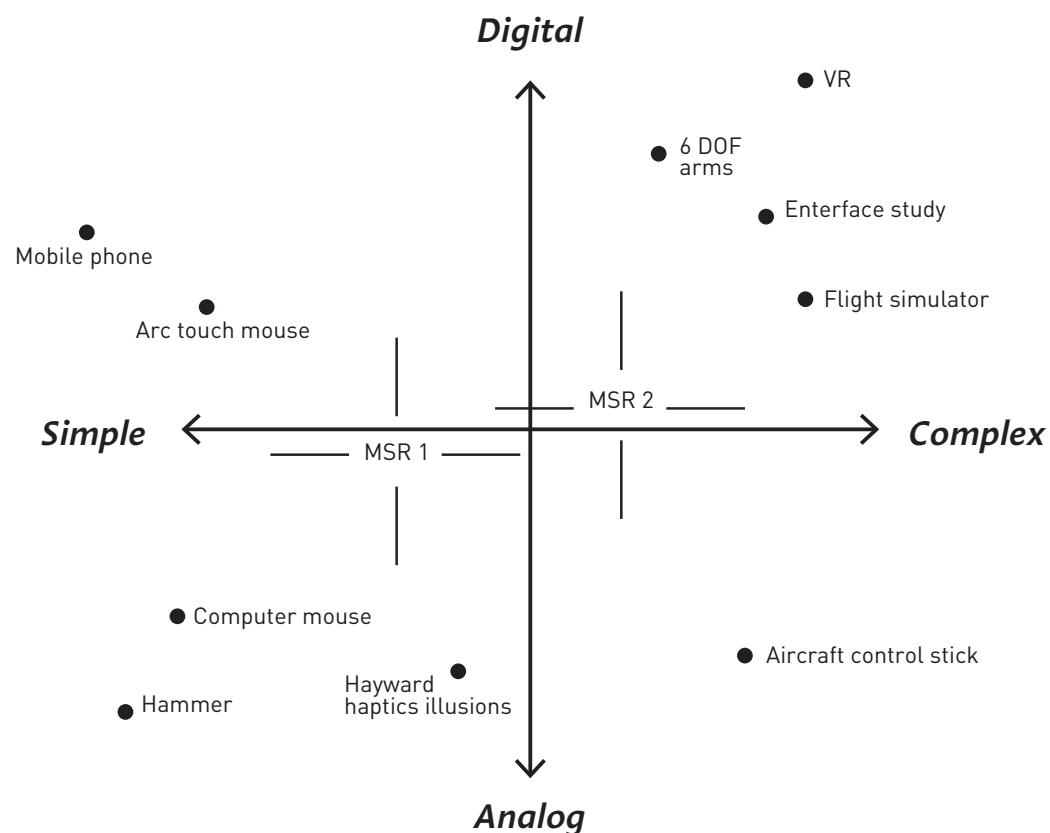 Digital
VR
6 DOF
arms
Enterface study
Mobile phone
Flight simulator
Arc touch mouse
MSR 2
Simple
Complex
MSR 1
Computer mouse
Aircraft control stick
Hayward
haptics illusions
Hammer
Analog